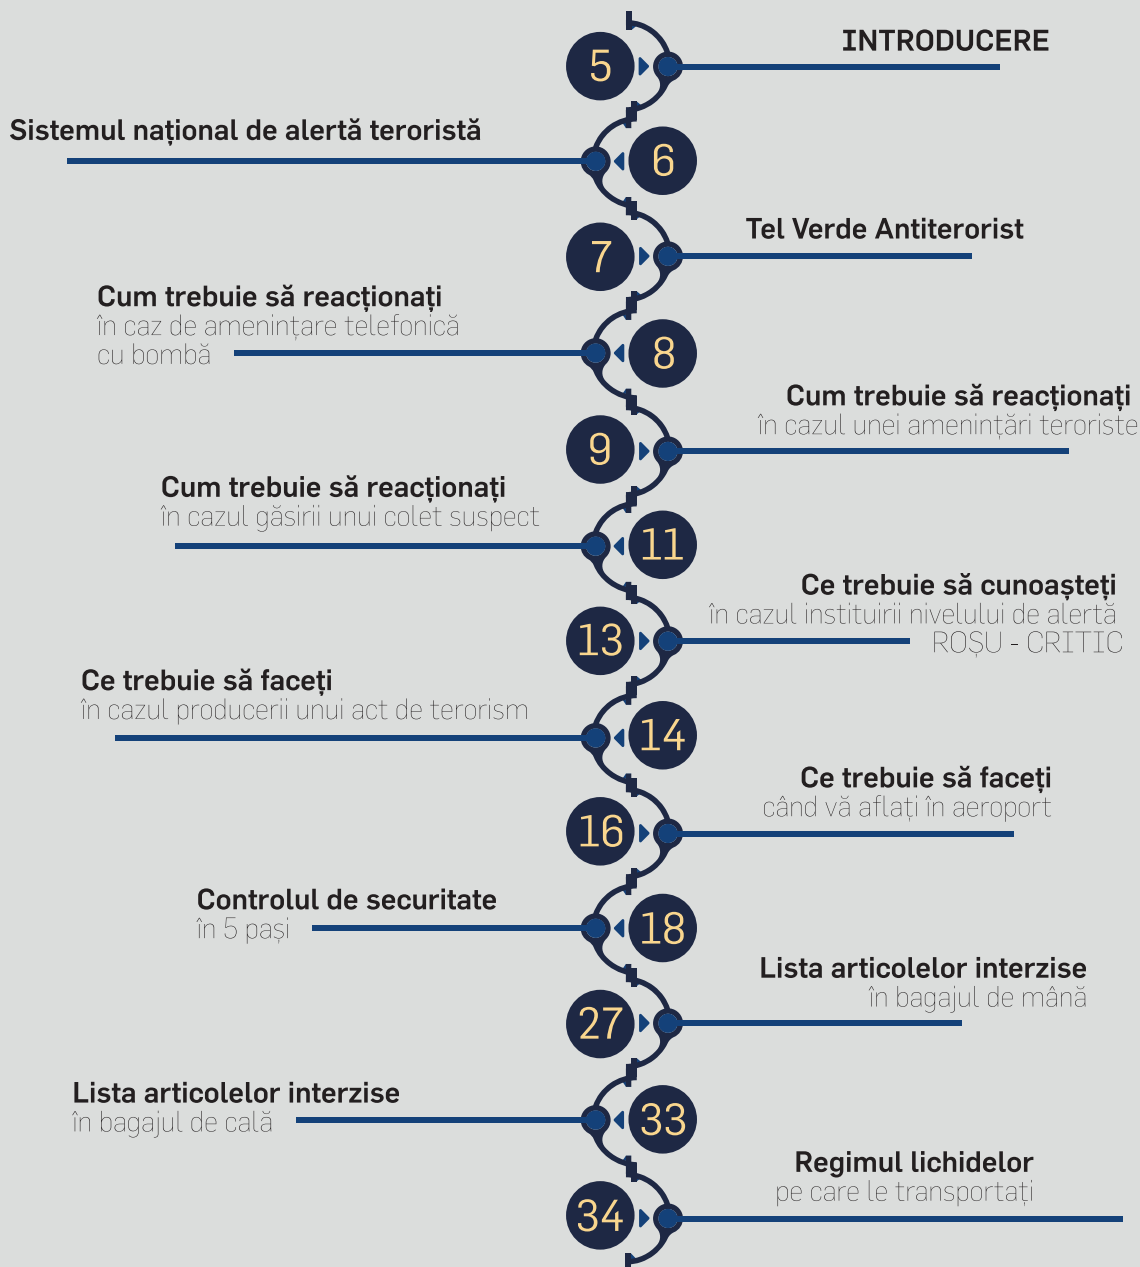 5
INTRODUCERE
Sistemul național de alertă teroristă
6
7
Tel Verde Antiterorist
Cum trebuie să reacționați
în caz de amenințare telefonică
cu bombă
8
Cum trebuie să reacționați
în cazul unei amenințări teroriste
9
Cum trebuie să reacționați
în cazul găsirii unui colet suspect
11
Ce trebuie să cunoașteți
în cazul instituirii nivelului de alertă
ROȘU - CRITIC
13
Ce trebuie să faceți
în cazul producerii unui act de terorism
14
Ce trebuie să faceți
când vă aflați în aeroport
16
Controlul de securitate
în 5 pași
18
Lista articolelor interzise
în bagajul de mână
27
Lista articolelor interzise
în bagajul de cală
33
Regimul lichidelor
pe care le transportați
34